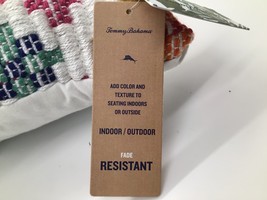 Tommy Bahama
ADD COLOR AND
TEXTURE TO
SEATING INDOORS
OR OUTSIDE
INDOOR / OUTDOOR
FADE
RESISTANT